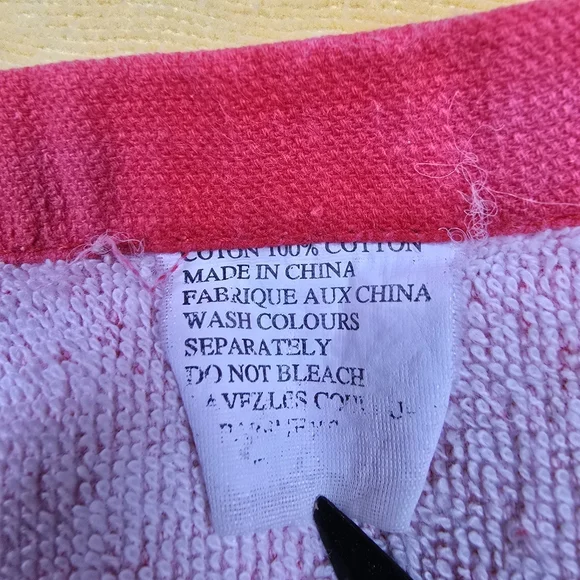 COTON 100% COTTON
MADE IN CHINA
FABRIQUE AUX CHINA
WASH COLOURS
SEPARATELY
DO NOT BLEACH